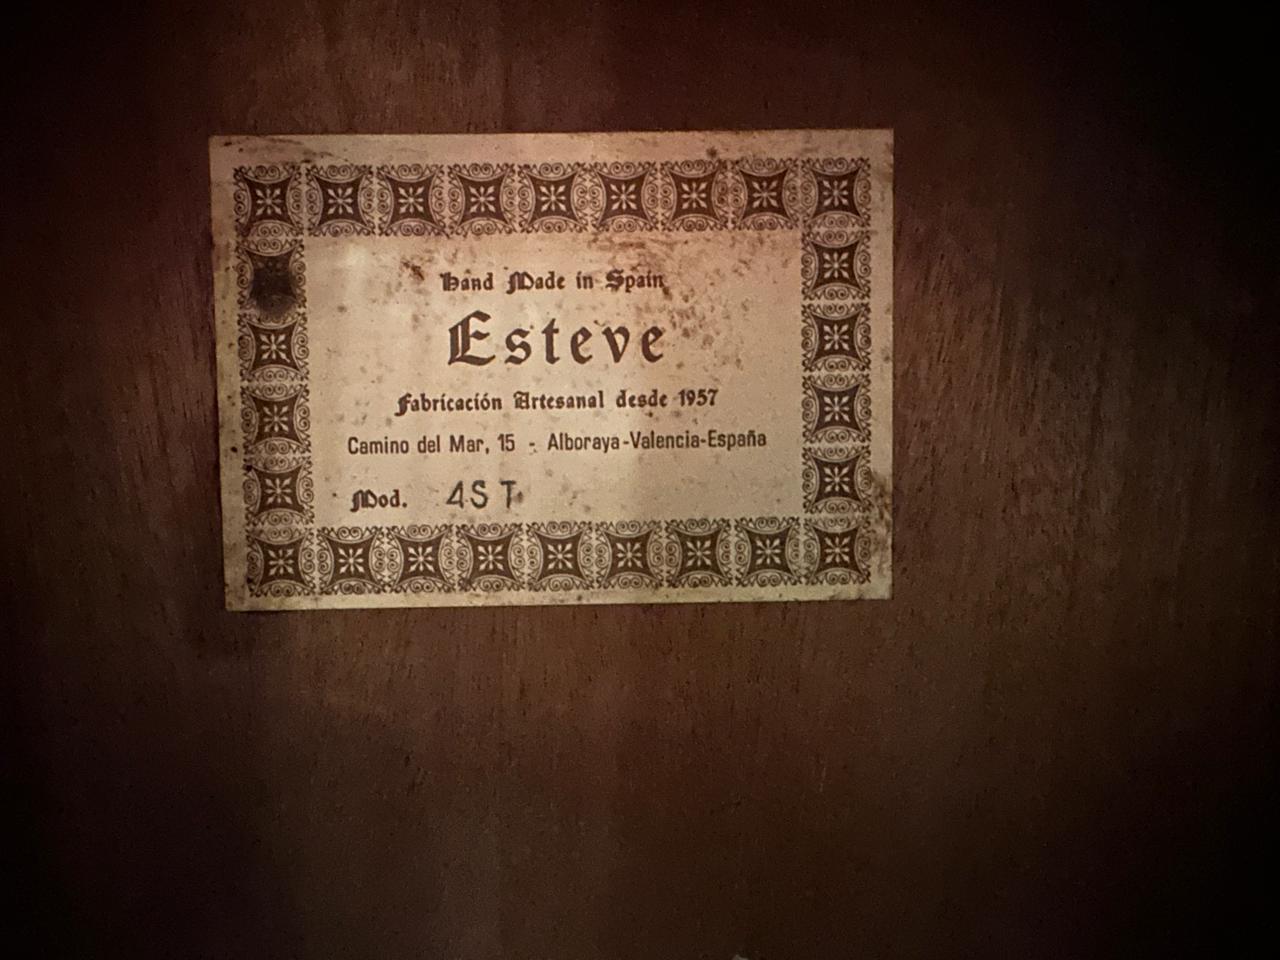 Hand Made in Spain
Esteve
Fabricación Artesanal desde 1957
Camino del Mar, 15 - Alboraya-Valencia-España
Mod. 4ST